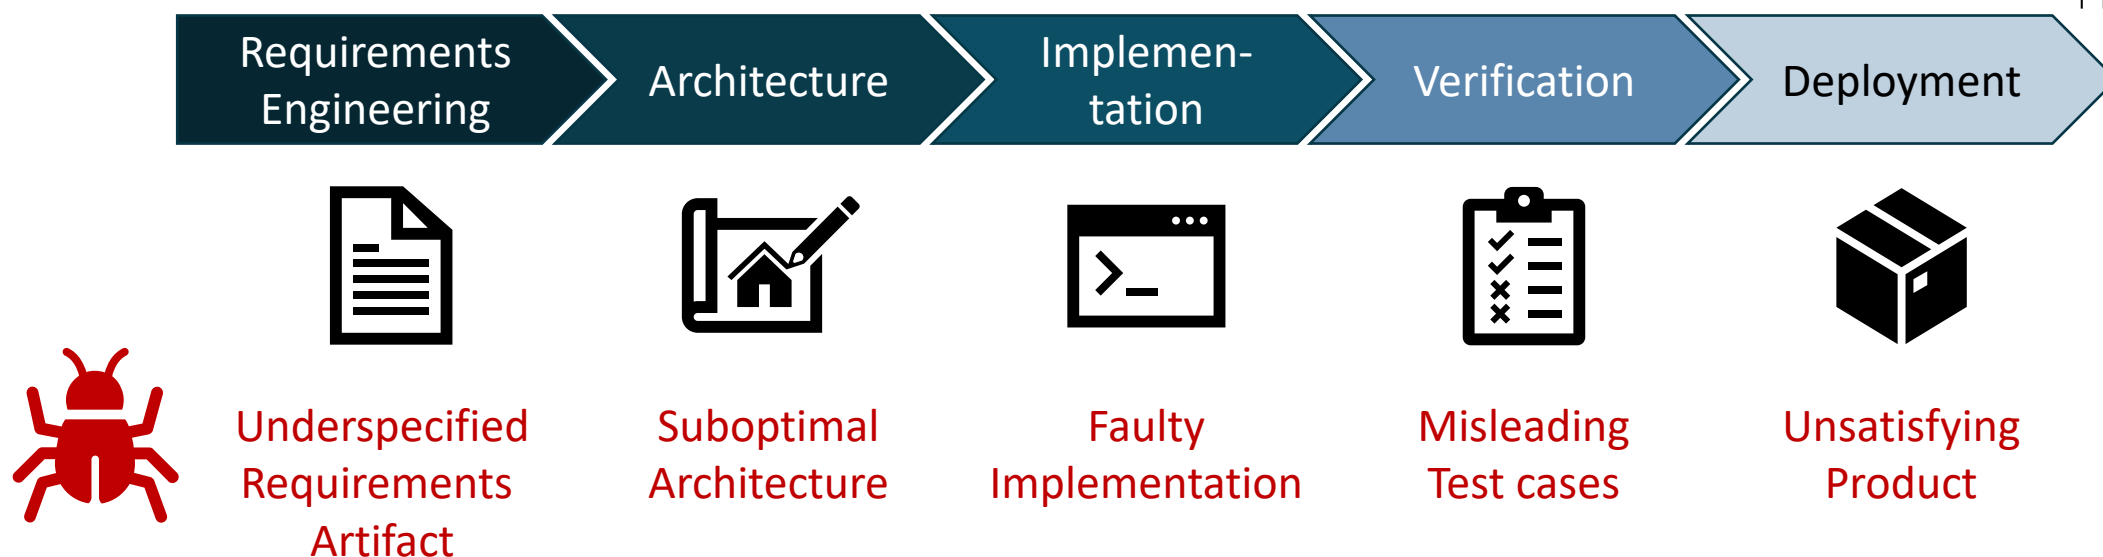 Requirements
Engineering
Architecture
Implemen-
tation
Verification
Deployment
Underspecified
Requirements
Artifact
Suboptimal
Architecture
Faulty
Implementation
Misleading
Test cases
Unsatisfying
Product